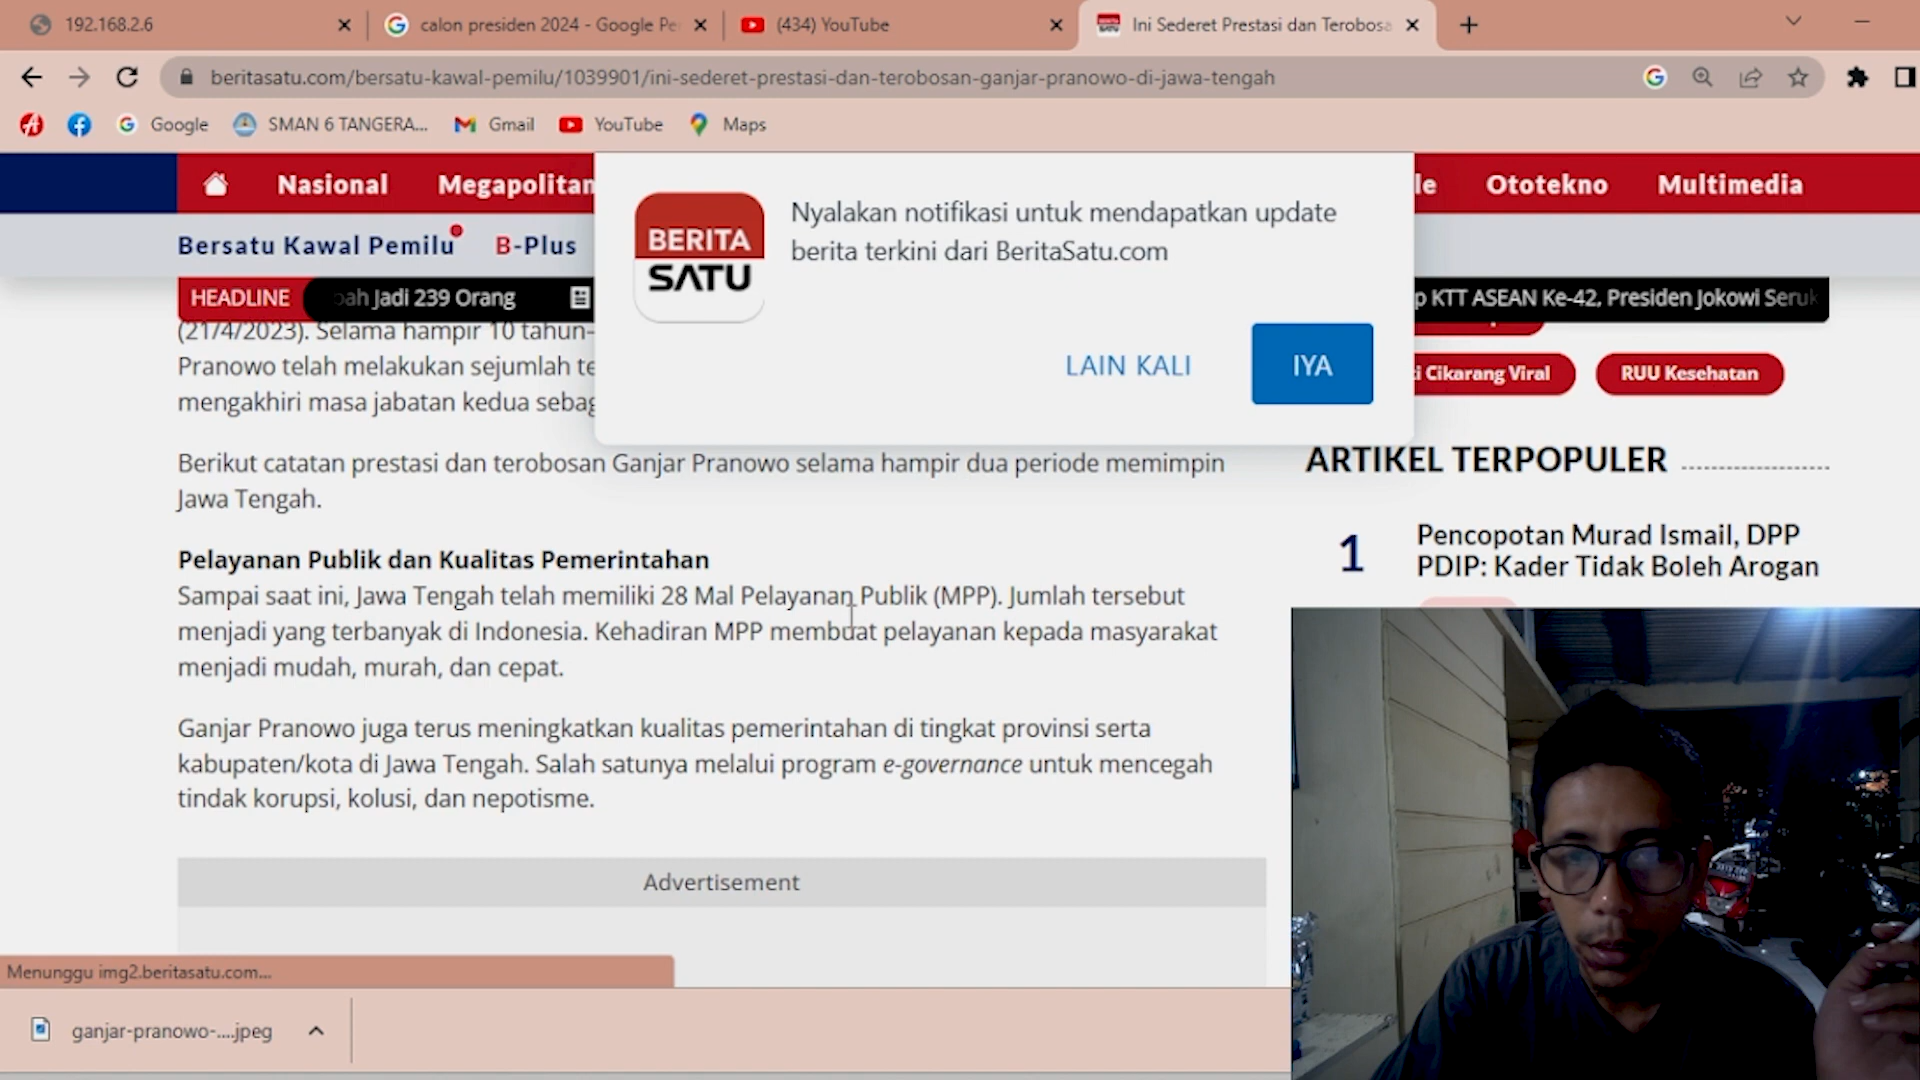 192.168.2.6
calon presiden 2024 - Google Pe
(434) YouTube
Ini Sederet Prestasi dan Terobosa
beritasatu.com/bersatu-kawal-pemilu/1039901/ini-sederet-prestasi-dan-terobosan-ganjar-pranowo-di-jawa-tengah
Google
SMAN 6 TANGERA...
Gmail
YouTube
Maps
Nasional
Megapolitan
le
Ototekno
Multimedia
Bersatu Kawal Pemilu
B-Plus
BERITA
SATU
Nyalakan notifikasi untuk mendapatkan update
berita terkini dari BeritaSatu.com
LAIN KALI
IYA
HEADLINE
bah Jadi 239 Orang
p KTT ASEAN Ke-42, Presiden Jokowi Seruk
(21/4/2023). Selama hampir 10 tahun-
Pranowo telah melakukan sejumlah te
mengakhiri masa jabatan kedua sebag
i Cikarang Viral
RUU Kesehatan
Berikut catatan prestasi dan terobosan Ganjar Pranowo selama hampir dua periode memimpin
Jawa Tengah.
Pelayanan Publik dan Kualitas Pemerintahan
Sampai saat ini, Jawa Tengah telah memiliki 28 Mal Pelayanan Publik (MPP). Jumlah tersebut
menjadi yang terbanyak di Indonesia. Kehadiran MPP membuat pelayanan kepada masyarakat
menjadi mudah, murah, dan cepat.
Ganjar Pranowo juga terus meningkatkan kualitas pemerintahan di tingkat provinsi serta
kabupaten/kota di Jawa Tengah. Salah satunya melalui program e-governance untuk mencegah
tindak korupsi, kolusi, dan nepotisme.
Advertisement
ARTIKEL TERPOPULER
1
Pencopotan Murad Ismail, DPP
PDIP: Kader Tidak Boleh Arogan
Menunggu img2.beritasatu.com...
ganjar-pranowo-....jpeg